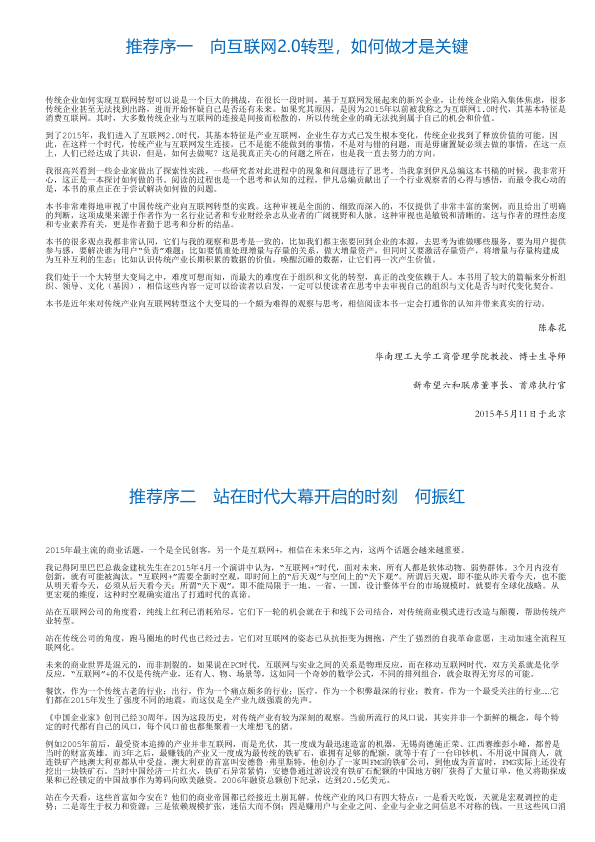 推荐序一　向互联网2.0转型，如何做才是关键
传统企业如何实现互联网转型可以说是一个巨大的挑战，在很长一段时间，基于互联网发展起来的新兴企业，让传统企业陷入集体焦虑，很多
传统企业甚至无法找到出路，进而开始怀疑自己是否还有未来。如果究其原因，是因为2015年以前被我称之为互联网1.0时代，其基本特征是
消费互联网。其时，大多数传统企业与互联网的连接是间接而松散的，所以传统企业的确无法找到属于自己的机会和价值。
到了2015年，我们进入了互联网2.0时代，其基本特征是产业互联网，企业生存方式已发生根本变化，传统企业找到了释放价值的可能。因
此，在这样一个时代，传统产业与互联网发生连接，已不是能不能做到的事情，不是对与错的问题，而是毋庸置疑必须去做的事情，在这一点
上，人们已经达成了共识，但是，如何去做呢？这是我真正关心的问题之所在，也是我一直去努力的方向。
我很高兴看到一些企业家做出了探索性实践，一些研究者对此进程中的现象和问题进行了思考。当我拿到伊凡总编这本书稿的时候，我非常开
心，这正是一本探讨如何做的书。阅读的过程也是一个思考和认知的过程，伊凡总编贡献出了一个行业观察者的心得与感悟，而最令我心动的
是，本书的重点正在于尝试解决如何做的问题。
本书非常难得地审视了中国传统产业向互联网转型的实践。这种审视是全面的、细致而深入的，不仅提供了非常丰富的案例，而且给出了明确
的判断，这项成果来源于作者作为一名行业记者和专业财经杂志从业者的广阔视野和人脉。这种审视也是敏锐和清晰的，这与作者的理性态度
和专业素养有关，更是作者勤于思考和分析的结晶。
本书的很多观点我都非常认同，它们与我的观察和思考是一致的，比如我们都主张要回到企业的本源，去思考为谁做哪些服务，要为用户提供
参与感，要解决谁为用户“负责”难题；比如要慎重处理增量与存量的关系，做大增量资产，但同时又要激活存量资产，将增量与存量构建成
为互补互利的生态；比如认识传统产业长期积累的数据的价值，唤醒沉睡的数据，让它们再一次产生价值。
我们处于一个大转型大变局之中，难度可想而知，而最大的难度在于组织和文化的转型，真正的改变依赖于人。本书用了较大的篇幅来分析组
织、领导、文化（基因），相信这些内容一定可以给读者以启发，一定可以使读者在思考中去审视自己的组织与文化是否与时代变化契合。
本书是近年来对传统产业向互联网转型这个大变局的一个颇为难得的观察与思考，相信阅读本书一定会打通你的认知并带来真实的行动。
陈春花
华南理工大学工商管理学院教授、博士生导师
新希望六和联席董事长、首席执行官
2015年5月11日于北京
推荐序二　站在时代大幕开启的时刻　何振红
2015年最主流的商业话题，一个是全民创客，另一个是互联网+，相信在未来5年之内，这两个话题会越来越重要。
我记得阿里巴巴总裁金建杭先生在2015年4月一个演讲中认为，“互联网+”时代，面对未来，所有人都是软体动物、弱势群体。3个月内没有
创新，就有可能被淘汰。“互联网+”需要全新时空观，即时间上的“后天观”与空间上的“天下观”。所谓后天观，即不能从昨天看今天，也不能
从明天看今天，必须从后天看今天；所谓“天下观”，即不能局限于一地、一省、一国，设计整体平台的市场规模时，就要有全球化战略。从
更宏观的维度，这种时空观确实道出了打通时代的真谛。
站在互联网公司的角度看，纯线上红利已消耗殆尽，它们下一轮的机会就在于和线下公司结合，对传统商业模式进行改造与颠覆，帮助传统产
业转型。
站在传统公司的角度，跑马圈地的时代也已经过去，它们对互联网的姿态已从抗拒变为拥抱，产生了强烈的自我革命意愿，主动加速全流程互
联网化。
未来的商业世界是混元的，而非割裂的。如果说在PC时代，互联网与实业之间的关系是物理反应，而在移动互联网时代，双方关系就是化学
反应，“互联网”+的不仅是传统产业，还有人、物、场景等，这如同一个奇妙的数学公式，不同的排列组合，就会取得无穷尽的可能。
餐饮，作为一个传统古老的行业；出行，作为一个痛点颇多的行业；医疗，作为一个积弊最深的行业；教育，作为一个最受关注的行业……它
们都在2015年发生了强度不同的地震，而这仅是全产业九级强震的先声。
《中国企业家》创刊已经30周年，因为这段历史，对传统产业有较为深刻的观察。当前所流行的风口说，其实并非一个新鲜的概念，每个特
定的时代都有自己的风口，每个风口前也都集聚着一大堆想飞的猪。
例如2005年前后，最受资本追捧的产业并非互联网，而是光伏，其一度成为最迅速造富的机器，无锡尚德施正荣、江西赛维彭小峰，都曾是
当时的财富英雄。而3年之后，最赚钱的产业又一度成为最传统的铁矿石，谁拥有足够的配额，就等于有了一台印钞机。不用说中国商人，就
连铁矿产地澳大利亚都从中受益。澳大利亚的首富叫安德鲁·弗里斯特，他创办了一家叫FMG的铁矿公司，到他成为首富时，FMG实际上还没有
挖出一块铁矿石。当时中国经济一片红火，铁矿石异常紧俏，安德鲁通过游说没有铁矿石配额的中国地方钢厂获得了大量订单，他又将勘探成
果和已经锁定的中国故事作为筹码向欧美融资。2006年融资总额创下纪录，达到20.5亿美元。
站在今天看，这些首富如今安在？他们的商业帝国都已经接近土崩瓦解。传统产业的风口有四大特点：一是看天吃饭，天就是宏观调控的走
势；二是寄生于权力和资源；三是依赖规模扩张，迷信大而不倒；四是赚用户与企业之间、企业与企业之间信息不对称的钱。一旦这些风口消